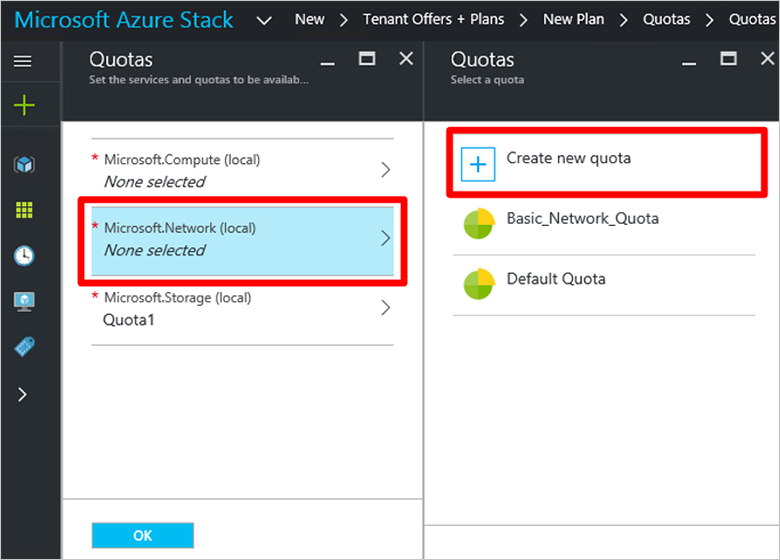 Microsoft Azure Stack New Tenant Offers + Plans New Plan Quotas Quotas
Quotas
Set the services and quotas to be availab...
* Microsoft.Compute (local)
None selected
* Microsoft.Network (local)
None selected
* Microsoft.Storage (local)
Quota1
OK
Quotas
Select a quota
Create new quota
Basic_Network_Quota
Default Quota